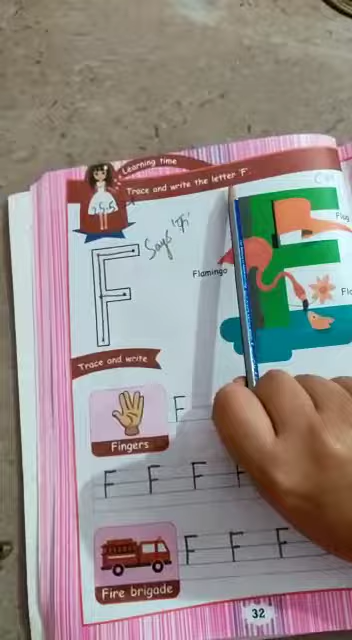 Learning time
Trace and write the letter 'F'.
Says 'फ'
F
Flamingo
Flag
Trace and write
F
Fingers
F F F F
F F F
Fire brigade
32